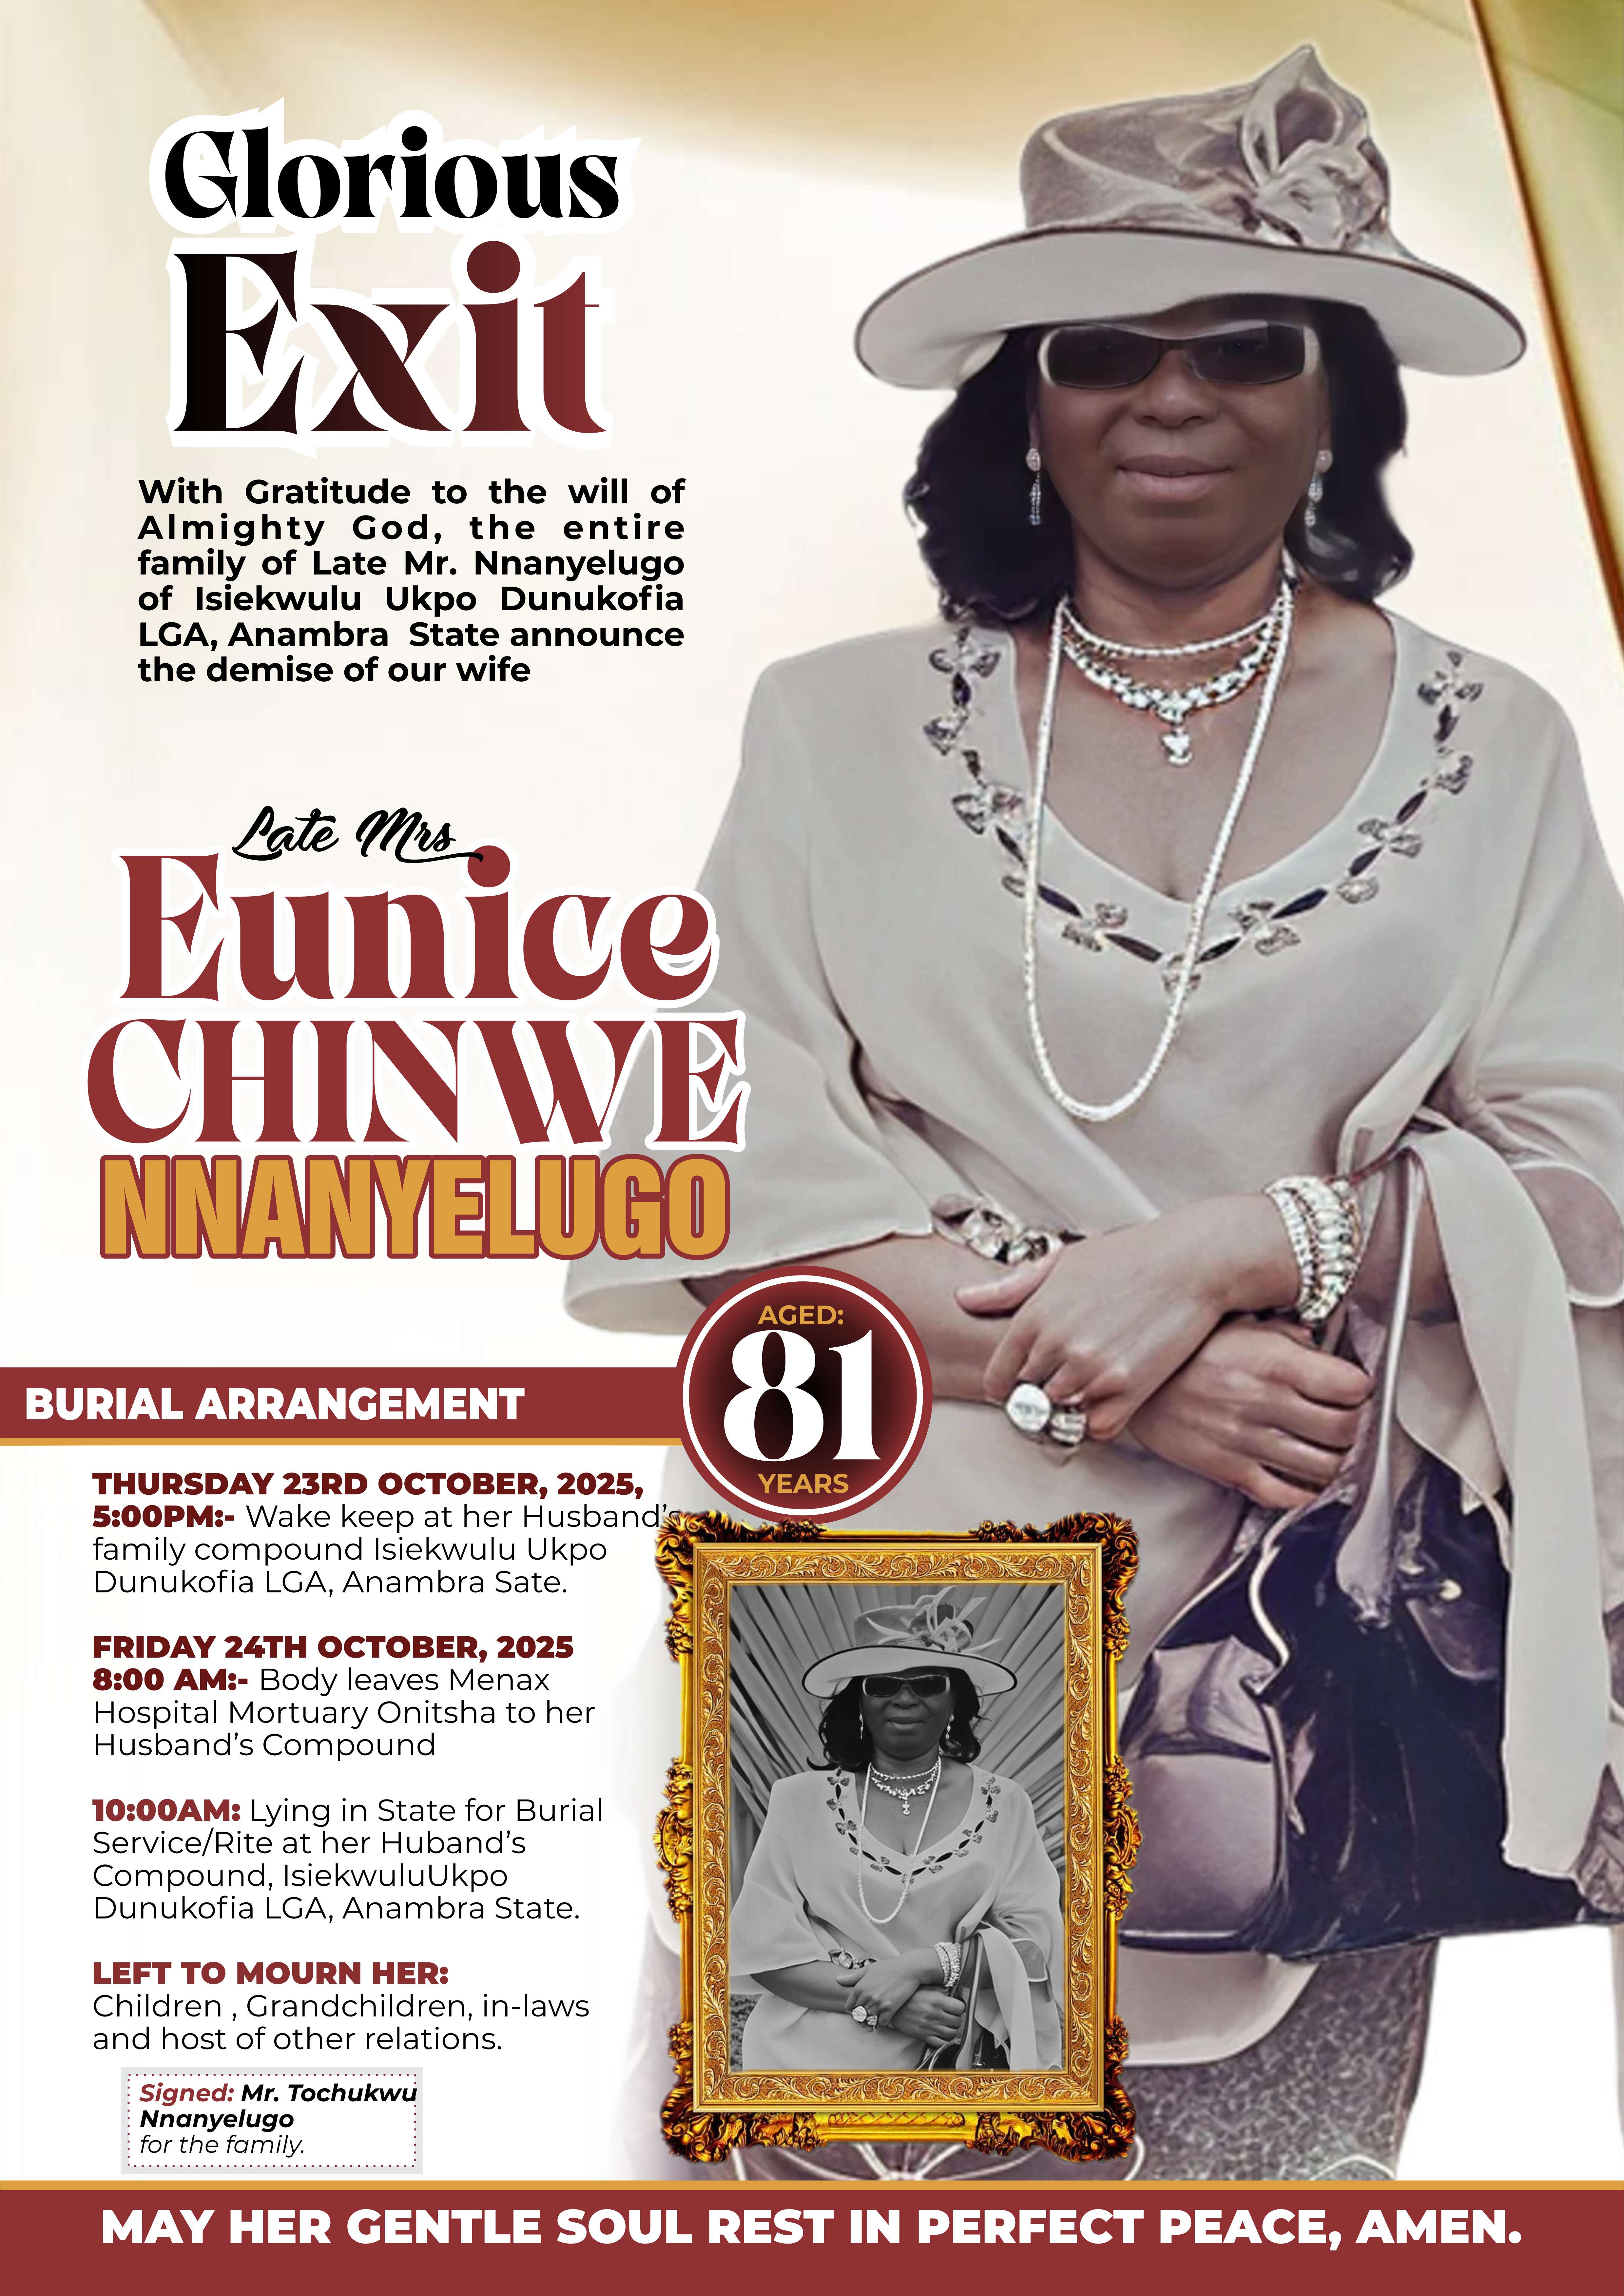 Glorious
Exit
With Gratitude to the will of
Almighty God, the entire
family of Late Mr. Nnanyelugo
of Isiekwulu Ukpo Dunukofia
LGA, Anambra State announce
the demise of our wife
Late Mrs
Eunice
CHINWE
NNANYELUGO
AGED:
81
YEARS
BURIAL ARRANGEMENT
THURSDAY 23RD OCTOBER, 2025,
5:00PM:- Wake keep at her Husband's
family compound Isiekwulu Ukpo
Dunukofia LGA, Anambra Sate.
FRIDAY 24TH OCTOBER, 2025
8:00 AM:- Body leaves Menax
Hospital Mortuary Onitsha to her
Husband's Compound
10:00AM: Lying in State for Burial
Service/Rite at her Huband's
Compound, IsiekwuluUkpo
Dunukofia LGA, Anambra State.
LEFT TO MOURN HER:
Children , Grandchildren, in-laws
and host of other relations.
Signed: Mr. Tochukwu
Nnanyelugo
for the family.
MAY HER GENTLE SOUL REST IN PERFECT PEACE, AMEN.